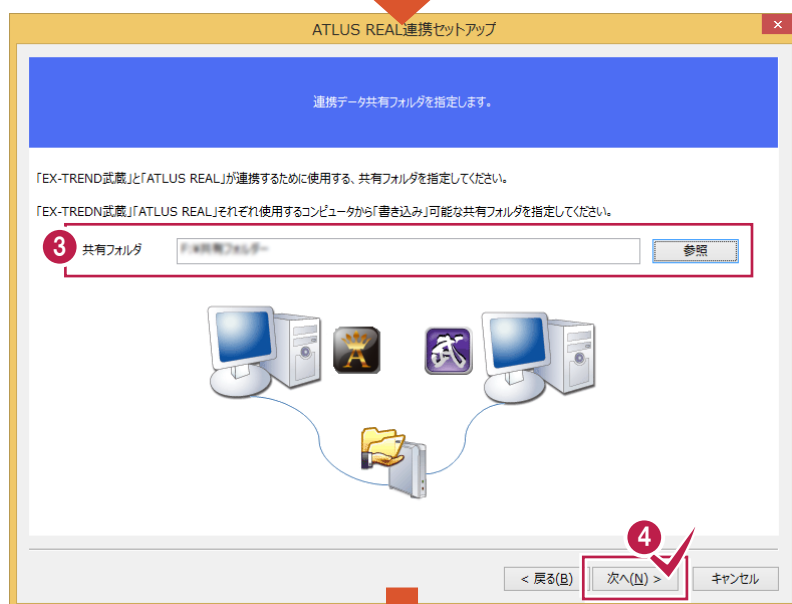 ATLUS REAL連携セットアップ
連携データ共有フォルダを指定します。
「EX-TREND武蔵」と「ATLUS REAL」が連携するために使用する、共有フォルダを指定してください。
「EX-TREDN武蔵」「ATLUS REAL」それぞれ使用するコンピュータから「書き込み」可能な共有フォルダを指定してください。
3 共有フォルダ 参照
武
4
< 戻る(B) 次へ(N) > キャンセル